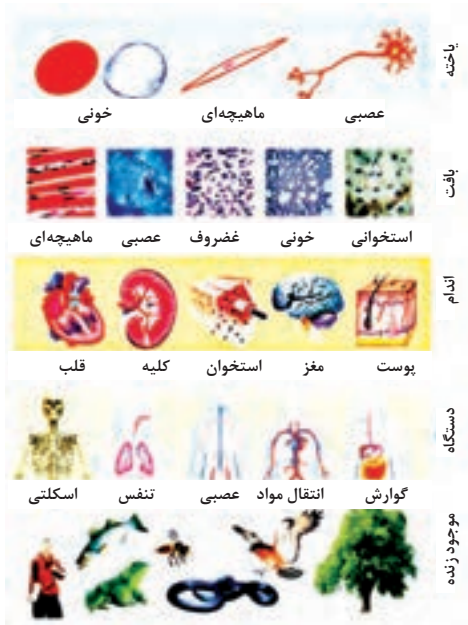 یاخته
عصبی ماهیچه‌ای خونی
بافت
استخوانی خونی غضروف عصبی ماهیچه‌ای
اندام
پوست مغز استخوان کلیه قلب
دستگاه
گوارش انتقال مواد عصبی تنفس اسکلتی
موجود زنده